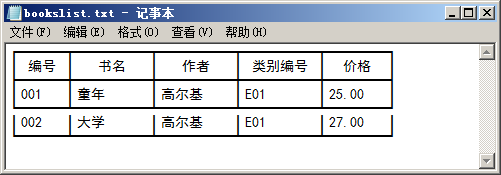 bookslist.txt - 记事本
文件(F) 编辑(E) 格式(O) 查看(V) 帮助(H)
编号 书名 作者 类别编号 价格
001 童年 高尔基 E01 25.00
002 大学 高尔基 E01 27.00